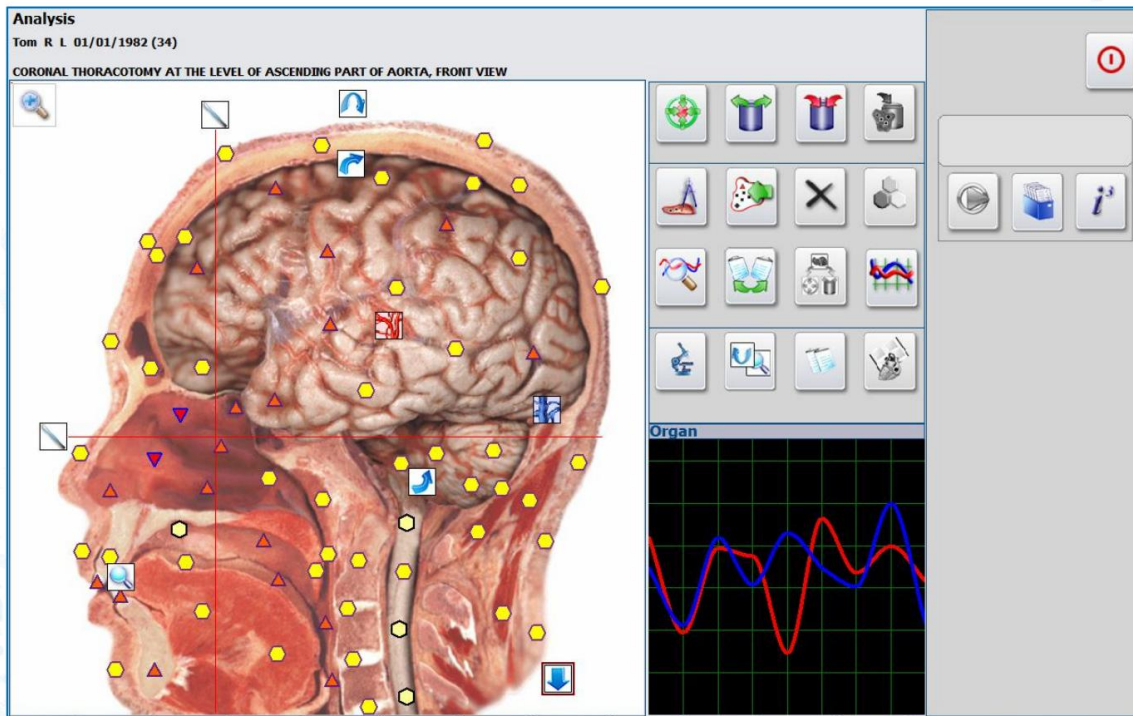 Analysis
Tom R L 01/01/1982 (34)
CORONAL THORACOTOMY AT THE LEVEL OF ASCENDING PART OF AORTA, FRONT VIEW
i³
Organ